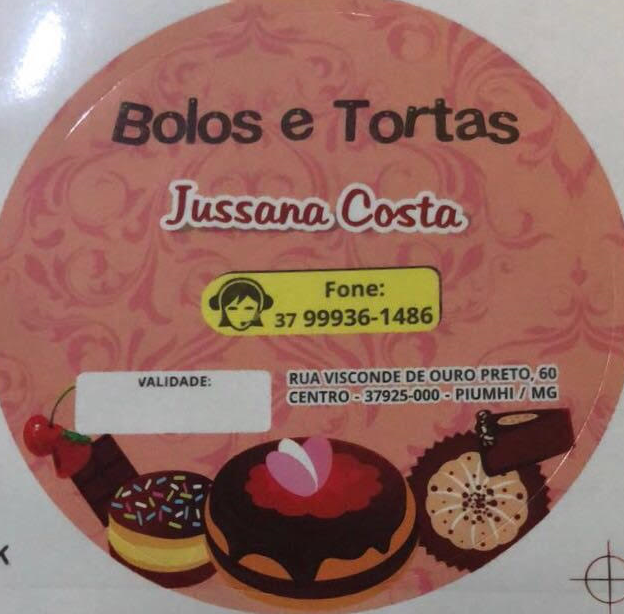 Bolos e Tortas
Jussana Costa
Fone:
37 99936-1486
VALIDADE:
RUA VISCONDE DE OURO PRETO, 60
CENTRO - 37925-000 - PIUMHI / MG
K